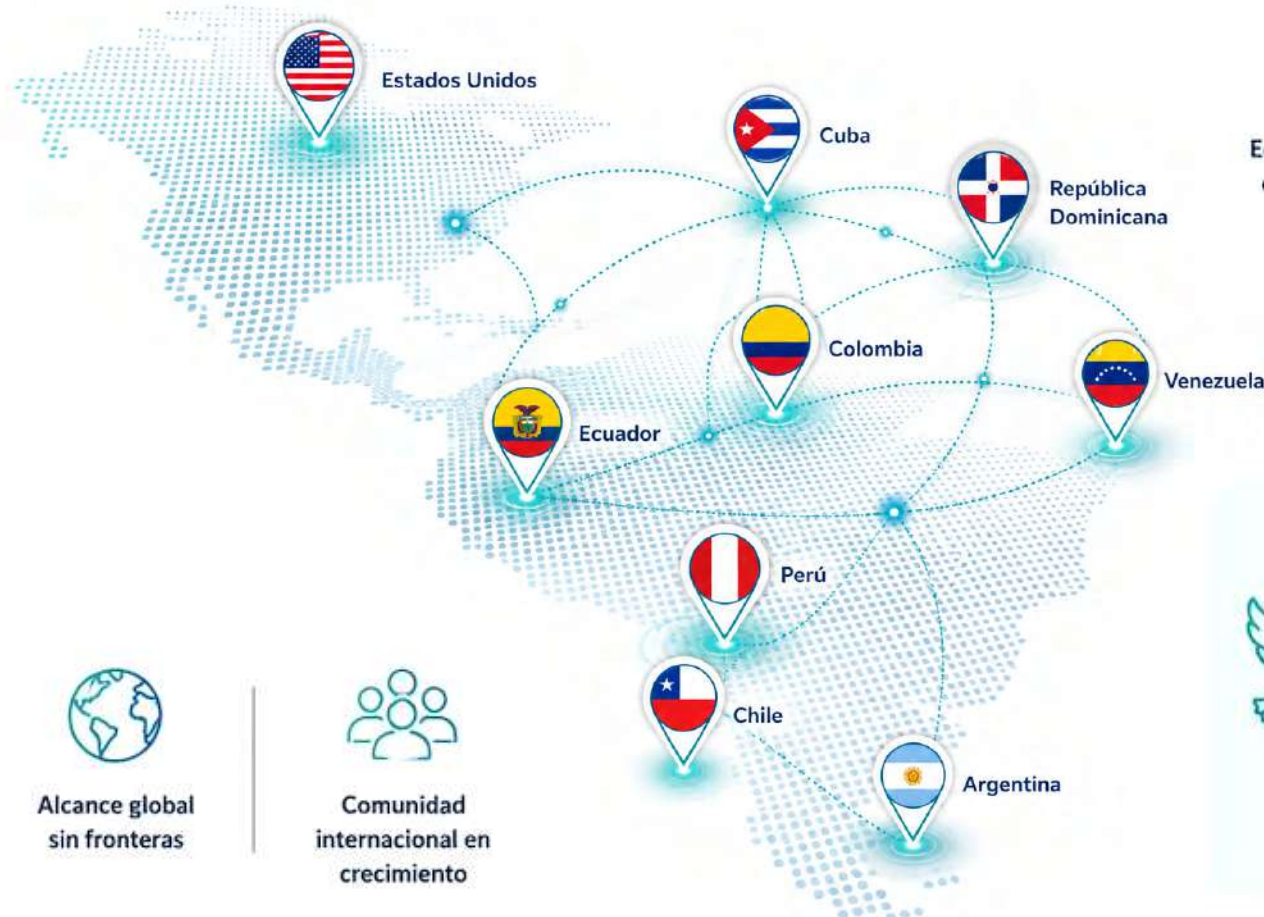 Estados Unidos
Cuba
República
Dominicana
Colombia
Venezuela
Ecuador
Perú
Chile
Argentina
Alcance global
sin fronteras
Comunidad
internacional en
crecimiento